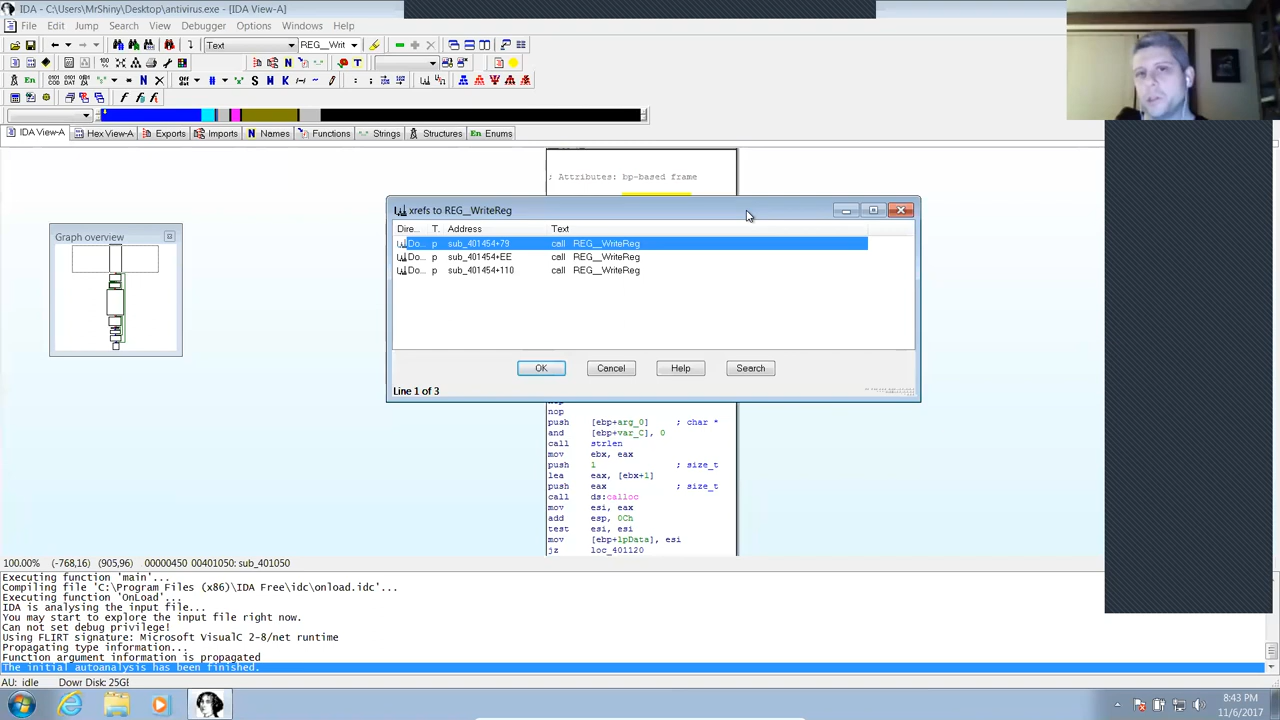 IDA - C:\Users\MrShiny\Desktop\antivirus.exe - [IDA View-A]
File Edit Jump Search View Debugger Options Windows Help
Text REG__Writ
IDA View-A Hex View-A Exports Imports Names Functions Strings Structures Enums
; Attributes: bp-based frame
Graph overview
xrefs to REG__WriteReg
Dire... T. Address Text
Do... p sub_401454+79 call REG__WriteReg
Do... p sub_401454+EE call REG__WriteReg
Do... p sub_401454+110 call REG__WriteReg
OK Cancel Help Search
Line 1 of 3
nop
push [ebp+arg_0] ; char *
and [ebp+var_C], 0
call strlen
mov ebx, eax
push 1 ; size_t
lea eax, [ebx+1]
push eax ; size_t
call ds:calloc
mov esi, eax
add esp, 0Ch
test esi, esi
mov [ebp+lpData], esi
jz loc_401120
100.00% (-768,16) (905,96) 00000450 00401050: sub_401050
Executing function 'main'...
Compiling file 'C:\Program Files (x86)\IDA Free\idc\onload.idc'...
Executing function 'OnLoad'...
IDA is analysing the input file...
You may start to explore the input file right now.
Can not set debug privilege!
Using FLIRT signature: Microsoft VisualC 2-8/net runtime
Propagating type information...
Function argument information is propagated
The initial autoanalysis has been finished.
AU: idle Down Disk: 25GB
8:43 PM
11/6/2017